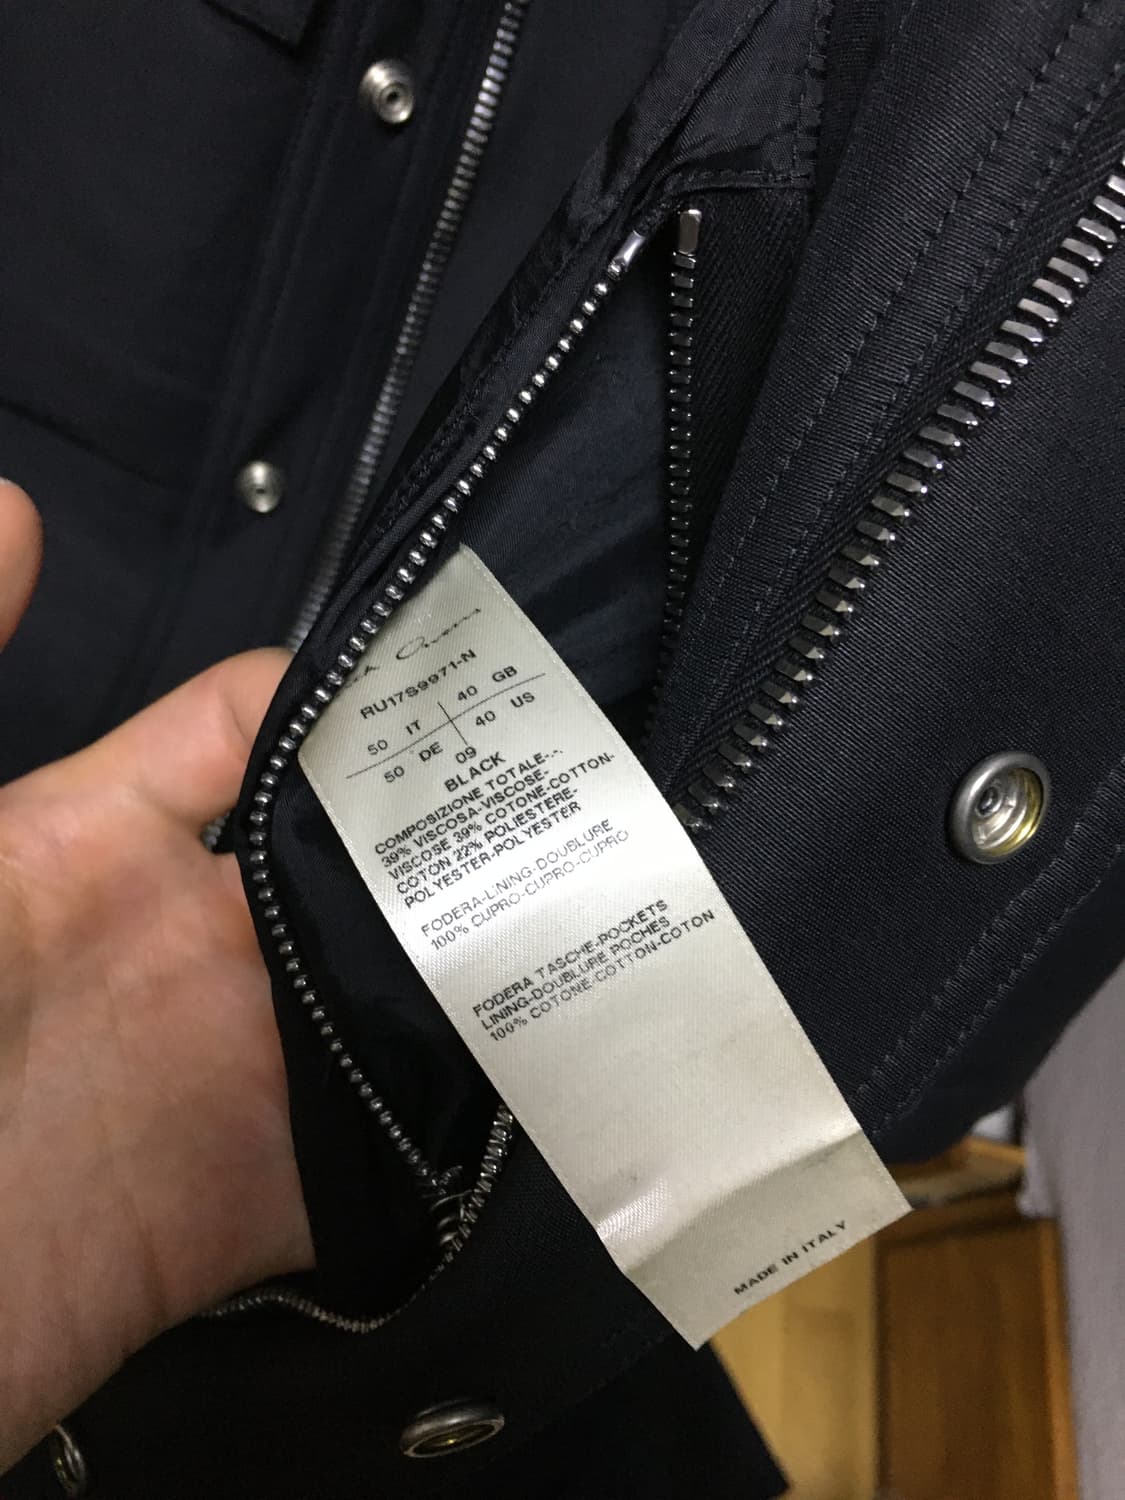 Owens
RU17S9971-N
50 IT 40 GB
50 DE 40 US
09
BLACK
COMPOSIZIONE TOTALE-.-.
39% VISCOSA-VISCOSE-
VISCOSE 39% COTONE-COTTON-
COTON 22% POLIESTERE-
POLYESTER-POLYESTER
FODERA-LINING-DOUBLURE
100% CUPRO-CUPRO-CUPRO
FODERA TASCHE-POCKETS
LINING-DOUBLURE POCHES
100% COTONE-COTTON-COTON
MADE IN ITALY